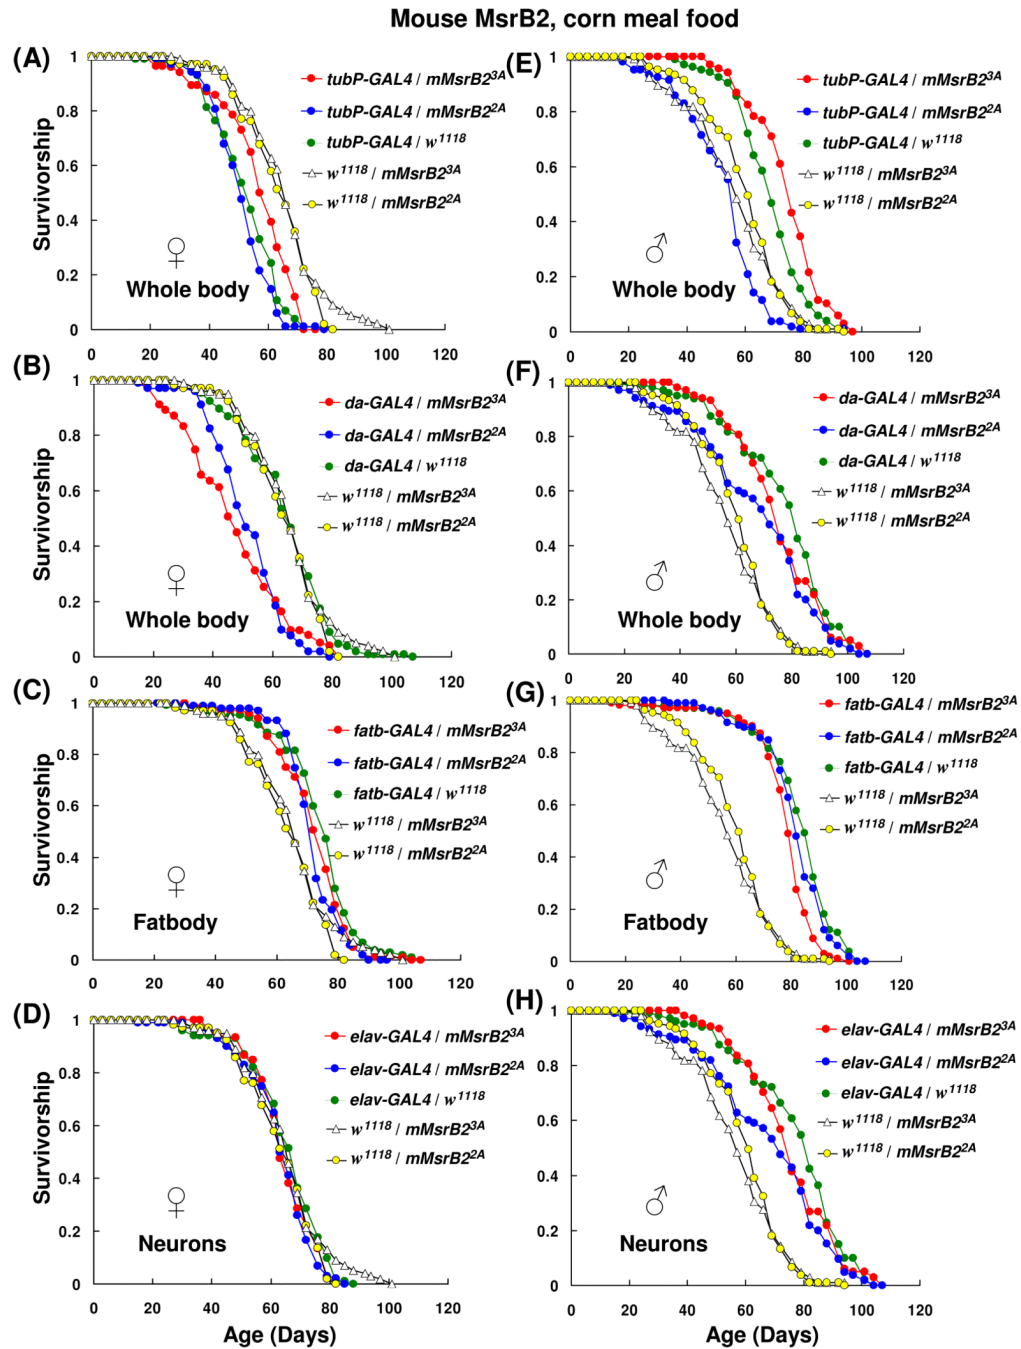 Mouse MsrB2, corn meal food
(A)
Survivorship
1
0.8
0.6
0.4
0.2
0
0 20 40 60 80 100 120
tubP-GAL4 / mMsrB2^3A
tubP-GAL4 / mMsrB2^2A
tubP-GAL4 / w^1118
w^1118 / mMsrB2^3A
w^1118 / mMsrB2^2A
♀
Whole body
(E)
1
0.8
0.6
0.4
0.2
0
0 20 40 60 80 100 120
tubP-GAL4 / mMsrB2^3A
tubP-GAL4 / mMsrB2^2A
tubP-GAL4 / w^1118
w^1118 / mMsrB2^3A
w^1118 / mMsrB2^2A
♂
Whole body
(B)
Survivorship
1
0.8
0.6
0.4
0.2
0
0 20 40 60 80 100 120
da-GAL4 / mMsrB2^3A
da-GAL4 / mMsrB2^2A
da-GAL4 / w^1118
w^1118 / mMsrB2^3A
w^1118 / mMsrB2^2A
♀
Whole body
(F)
1
0.8
0.6
0.4
0.2
0
0 20 40 60 80 100 120
da-GAL4 / mMsrB2^3A
da-GAL4 / mMsrB2^2A
da-GAL4 / w^1118
w^1118 / mMsrB2^3A
w^1118 / mMsrB2^2A
♂
Whole body
(C)
Survivorship
1
0.8
0.6
0.4
0.2
0
0 20 40 60 80 100 120
fatb-GAL4 / mMsrB2^3A
fatb-GAL4 / mMsrB2^2A
fatb-GAL4 / w^1118
w^1118 / mMsrB2^3A
w^1118 / mMsrB2^2A
♀
Fatbody
(G)
1
0.8
0.6
0.4
0.2
0
0 20 40 60 80 100 120
fatb-GAL4 / mMsrB2^3A
fatb-GAL4 / mMsrB2^2A
fatb-GAL4 / w^1118
w^1118 / mMsrB2^3A
w^1118 / mMsrB2^2A
♂
Fatbody
(D)
Survivorship
1
0.8
0.6
0.4
0.2
0
0 20 40 60 80 100 120
elav-GAL4 / mMsrB2^3A
elav-GAL4 / mMsrB2^2A
elav-GAL4 / w^1118
w^1118 / mMsrB2^3A
w^1118 / mMsrB2^2A
♀
Neurons
Age (Days)
(H)
1
0.8
0.6
0.4
0.2
0
0 20 40 60 80 100 120
elav-GAL4 / mMsrB2^3A
elav-GAL4 / mMsrB2^2A
elav-GAL4 / w^1118
w^1118 / mMsrB2^3A
w^1118 / mMsrB2^2A
♂
Neurons
Age (Days)